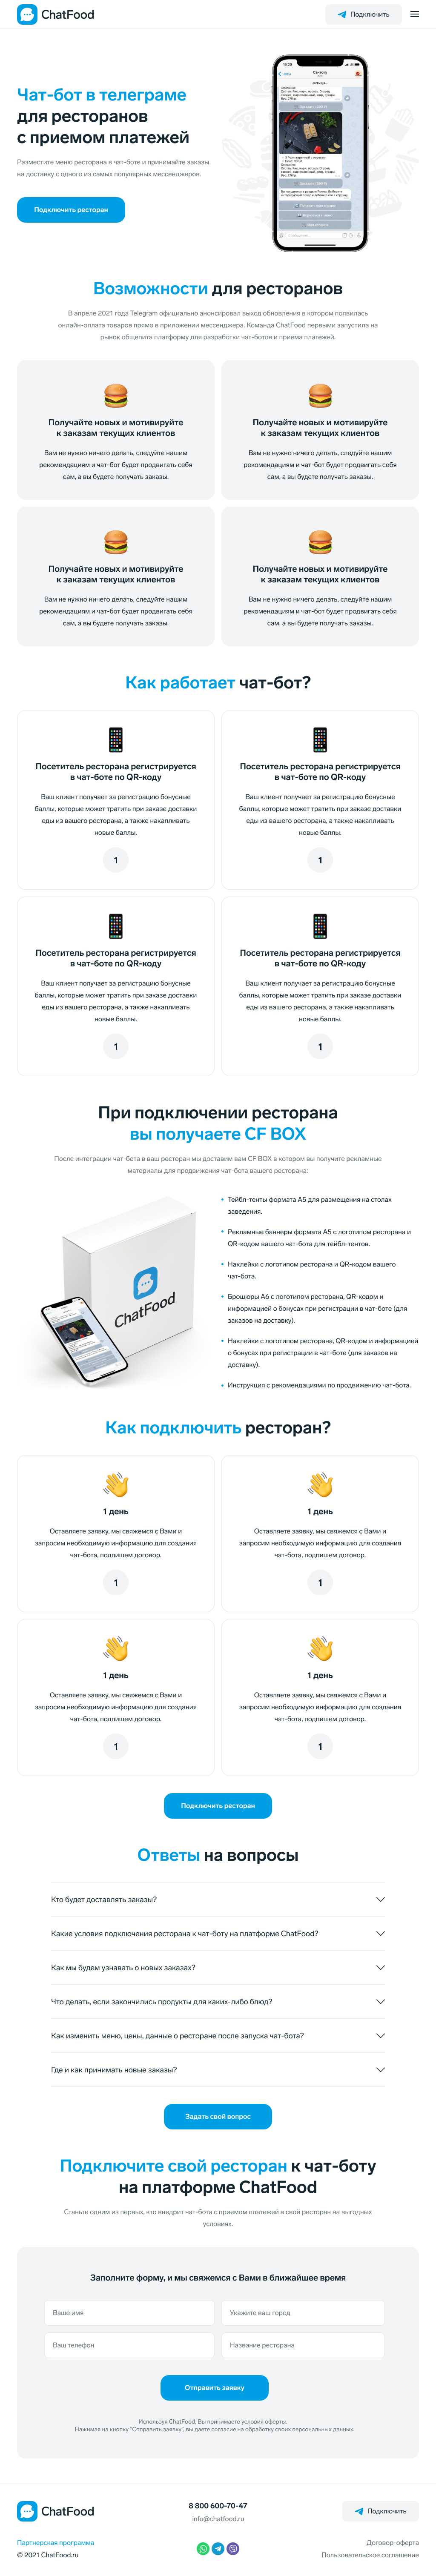 ChatFood
Подключить
Чат-бот в телеграме
для ресторанов
с приемом платежей
Разместите меню ресторана в чат-боте и принимайте заказы
на доставку с одного из самых популярных мессенджеров.
Подключить ресторан
Возможности для ресторанов
В апреле 2021 года Telegram официально анонсировал выход обновления в котором появилась
онлайн-оплата товаров прямо в приложении мессенджера. Команда ChatFood первыми запустила на
рынок общепита платформу для разработки чат-ботов и приема платежей.
Получайте новых и мотивируйте
к заказам текущих клиентов
Вам не нужно ничего делать, следуйте нашим
рекомендациям и чат-бот будет продвигать себя
сам, а вы будете получать заказы.
Получайте новых и мотивируйте
к заказам текущих клиентов
Вам не нужно ничего делать, следуйте нашим
рекомендациям и чат-бот будет продвигать себя
сам, а вы будете получать заказы.
Получайте новых и мотивируйте
к заказам текущих клиентов
Вам не нужно ничего делать, следуйте нашим
рекомендациям и чат-бот будет продвигать себя
сам, а вы будете получать заказы.
Получайте новых и мотивируйте
к заказам текущих клиентов
Вам не нужно ничего делать, следуйте нашим
рекомендациям и чат-бот будет продвигать себя
сам, а вы будете получать заказы.
Как работает чат-бот?
Посетитель ресторана регистрируется
в чат-боте по QR-коду
Ваш клиент получает за регистрацию бонусные
баллы, которые может тратить при заказе доставки
еды из вашего ресторана, а также накапливать
новые баллы.
1
Посетитель ресторана регистрируется
в чат-боте по QR-коду
Ваш клиент получает за регистрацию бонусные
баллы, которые может тратить при заказе доставки
еды из вашего ресторана, а также накапливать
новые баллы.
1
Посетитель ресторана регистрируется
в чат-боте по QR-коду
Ваш клиент получает за регистрацию бонусные
баллы, которые может тратить при заказе доставки
еды из вашего ресторана, а также накапливать
новые баллы.
1
Посетитель ресторана регистрируется
в чат-боте по QR-коду
Ваш клиент получает за регистрацию бонусные
баллы, которые может тратить при заказе доставки
еды из вашего ресторана, а также накапливать
новые баллы.
1
При подключении ресторана
вы получаете CF BOX
После интеграции чат-бота в ваш ресторан мы доставим вам CF BOX в котором вы получите рекламные
материалы для продвижения чат-бота вашего ресторана:
ChatFood
Тейбл-тенты формата А5 для размещения на столах
заведения.
Рекламные баннеры формата А5 с логотипом ресторана и
QR-кодом вашего чат-бота для тейбл-тентов.
Наклейки с логотипом ресторана и QR-кодом вашего
чат-бота.
Брошюры А6 с логотипом ресторана, QR-кодом и
информацией о бонусах при регистрации в чат-боте (для
заказов на доставку).
Наклейки с логотипом ресторана, QR-кодом и информацией
о бонусах при регистрации в чат-боте (для заказов на
доставку).
Инструкция с рекомендациями по продвижению чат-бота.
Как подключить ресторан?
1 день
Оставляете заявку, мы свяжемся с Вами и
запросим необходимую информацию для создания
чат-бота, подпишем договор.
1
1 день
Оставляете заявку, мы свяжемся с Вами и
запросим необходимую информацию для создания
чат-бота, подпишем договор.
1
1 день
Оставляете заявку, мы свяжемся с Вами и
запросим необходимую информацию для создания
чат-бота, подпишем договор.
1
1 день
Оставляете заявку, мы свяжемся с Вами и
запросим необходимую информацию для создания
чат-бота, подпишем договор.
1
Подключить ресторан
Ответы на вопросы
Кто будет доставлять заказы?
Какие условия подключения ресторана к чат-боту на платформе ChatFood?
Как мы будем узнавать о новых заказах?
Что делать, если закончились продукты для каких-либо блюд?
Как изменить меню, цены, данные о ресторане после запуска чат-бота?
Где и как принимать новые заказы?
Задать свой вопрос
Подключите свой ресторан к чат-боту
на платформе ChatFood
Станьте одним из первых, кто внедрит чат-бота с приемом платежей в свой ресторан на выгодных
условиях.
Заполните форму, и мы свяжемся с Вами в ближайшее время
Ваше имя
Укажите ваш город
Ваш телефон
Название ресторана
Отправить заявку
Используя ChatFood, Вы принимаете условия оферты.
Нажимая на кнопку "Отправить заявку", вы даете согласие на обработку своих персональных данных.
ChatFood
8 800 600-70-47
info@chatfood.ru
Подключить
Партнерская программа
© 2021 ChatFood.ru
Договор-оферта
Пользовательское соглашение